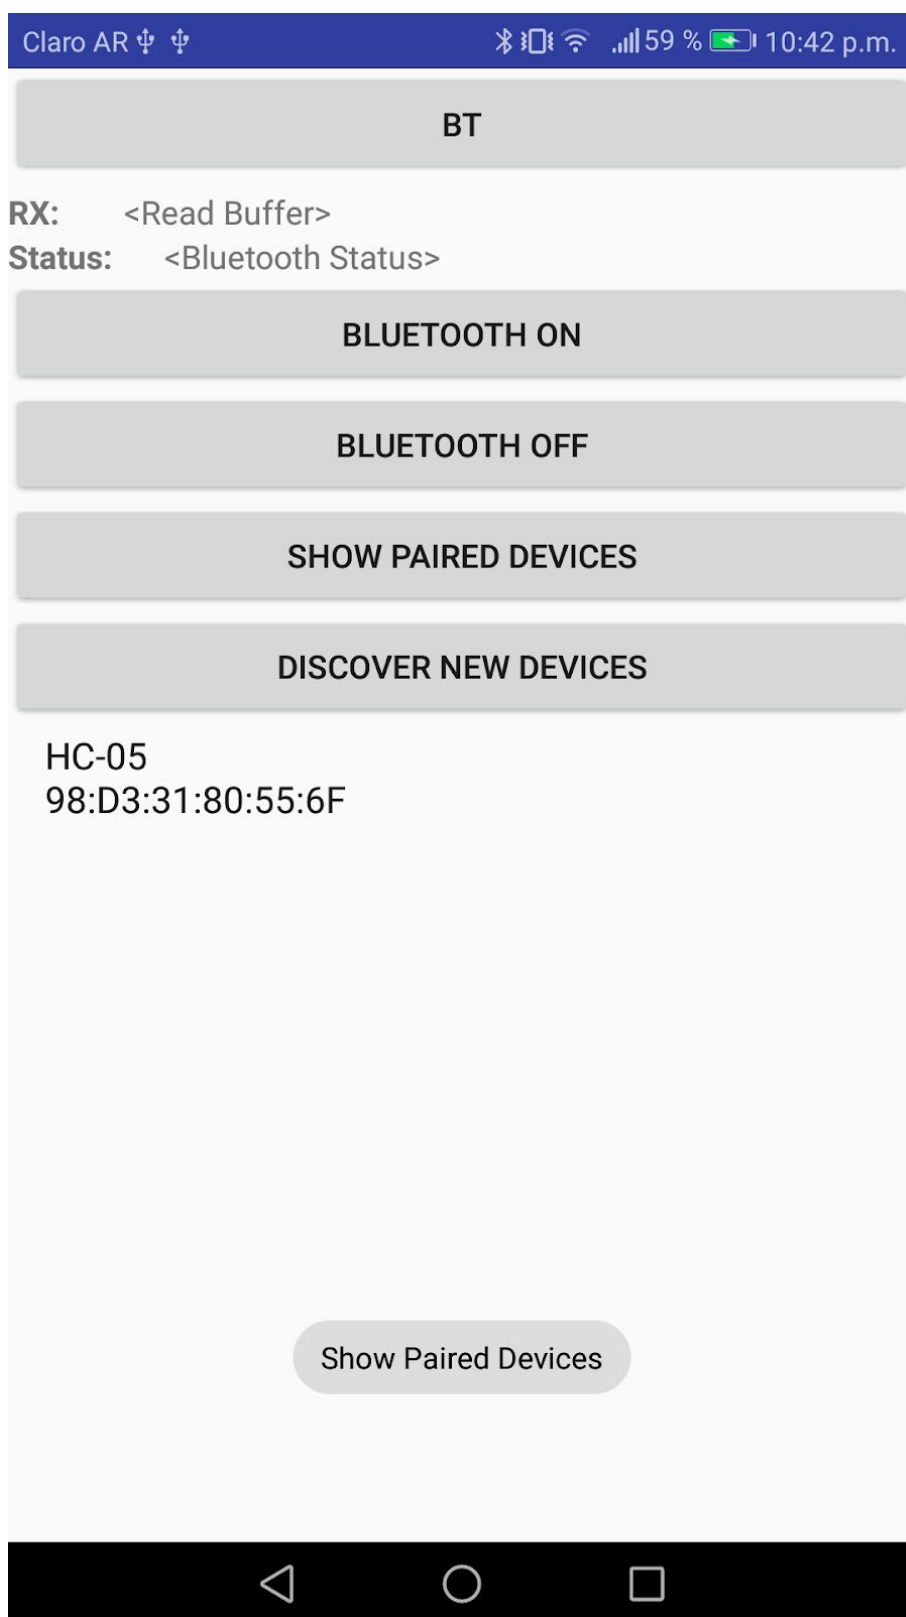 Claro AR 59 % 10:42 p.m.
BT
RX: <Read Buffer>
Status: <Bluetooth Status>
BLUETOOTH ON
BLUETOOTH OFF
SHOW PAIRED DEVICES
DISCOVER NEW DEVICES
HC-05
98:D3:31:80:55:6F
Show Paired Devices